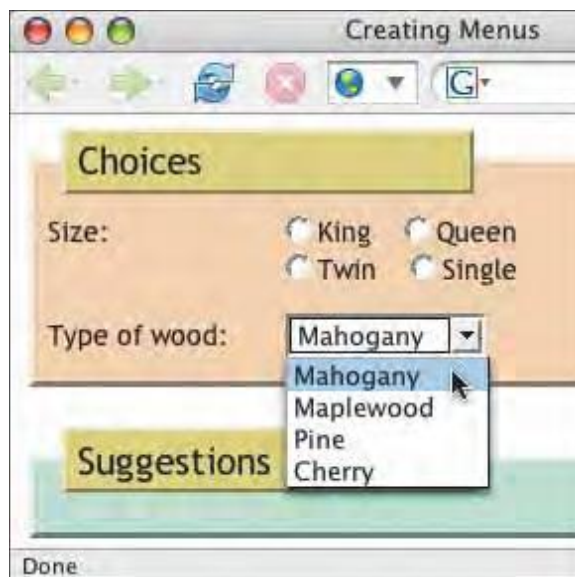 Creating Menus
G
Choices
Size:
King Queen
Twin Single
Type of wood: Mahogany
Mahogany
Maplewood
Pine
Cherry
Suggestions
Done